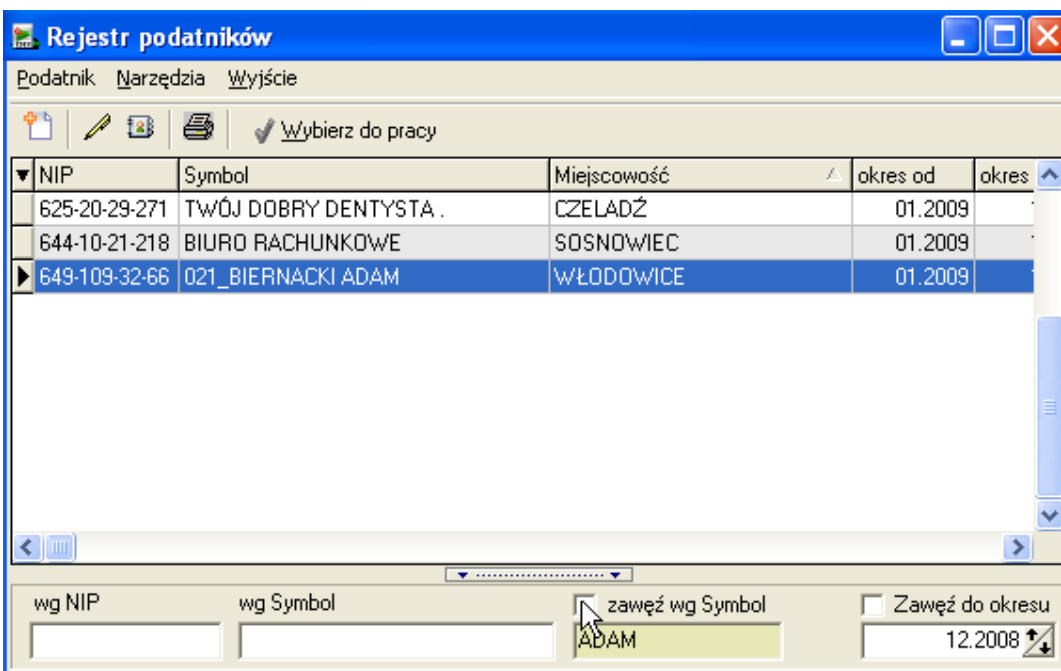 Rejestr podatników
Podatnik Narzędzia Wyjście
Wybierz do pracy
NIP Symbol Miejscowość okres od okres
625-20-29-271 TWÓJ DOBRY DENTYSTA . CZELADŹ 01.2009
644-10-21-218 BIURO RACHUNKOWE SOSNOWIEC 01.2009
649-109-32-66 021_BIERNACKI ADAM WŁODOWICE 01.2009
wg NIP wg Symbol zawęź wg Symbol Zawęź do okresu
ADAM 12.2008